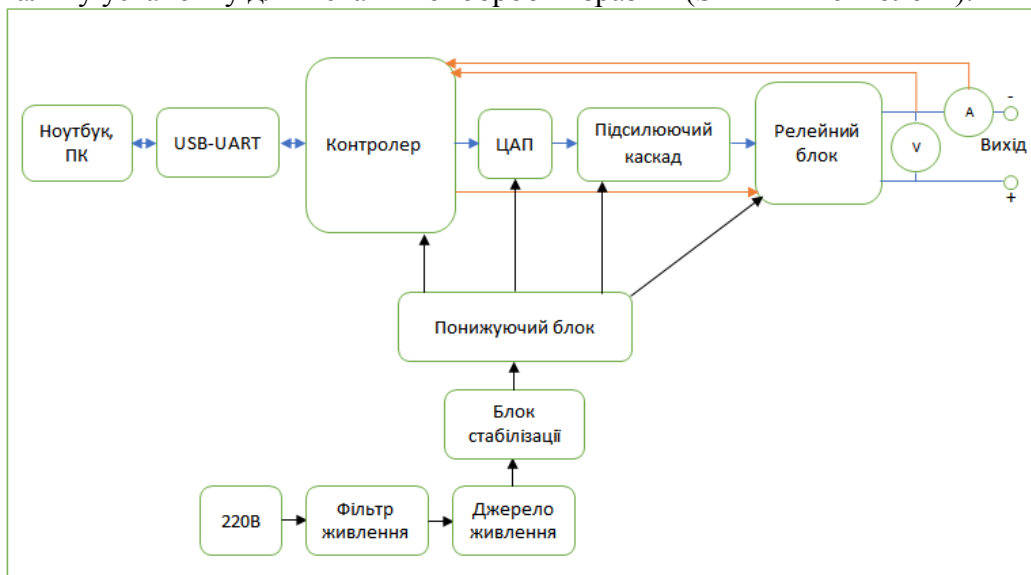 Ноутбук,
ПК
USB-UART
Контролер
ЦАП
Підсилюючий
каскад
Релейний
блок
V
A
-
Вихід
+
Понижуючий блок
Блок
стабілізації
220В
Фільтр
живлення
Джерело
живлення